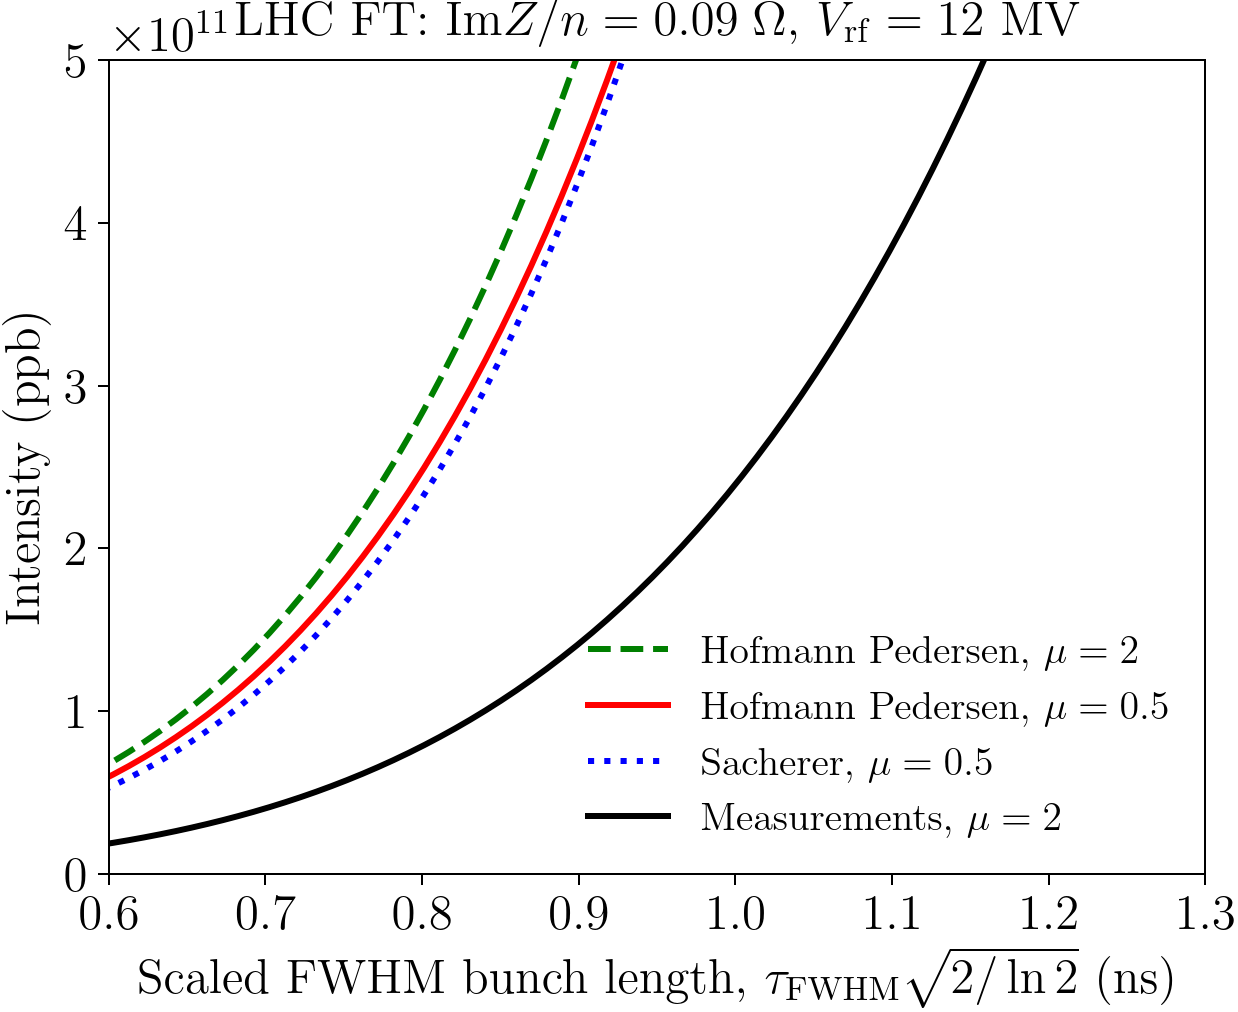 ×10¹¹ LHC FT: ImZ/n = 0.09 Ω, V_rf = 12 MV
Intensity (ppb)
5
4
3
2
1
0
Hofmann Pedersen, μ = 2
Hofmann Pedersen, μ = 0.5
Sacherer, μ = 0.5
Measurements, μ = 2
0.6 0.7 0.8 0.9 1.0 1.1 1.2 1.3
Scaled FWHM bunch length, τ_FWHM√2/ ln 2 (ns)